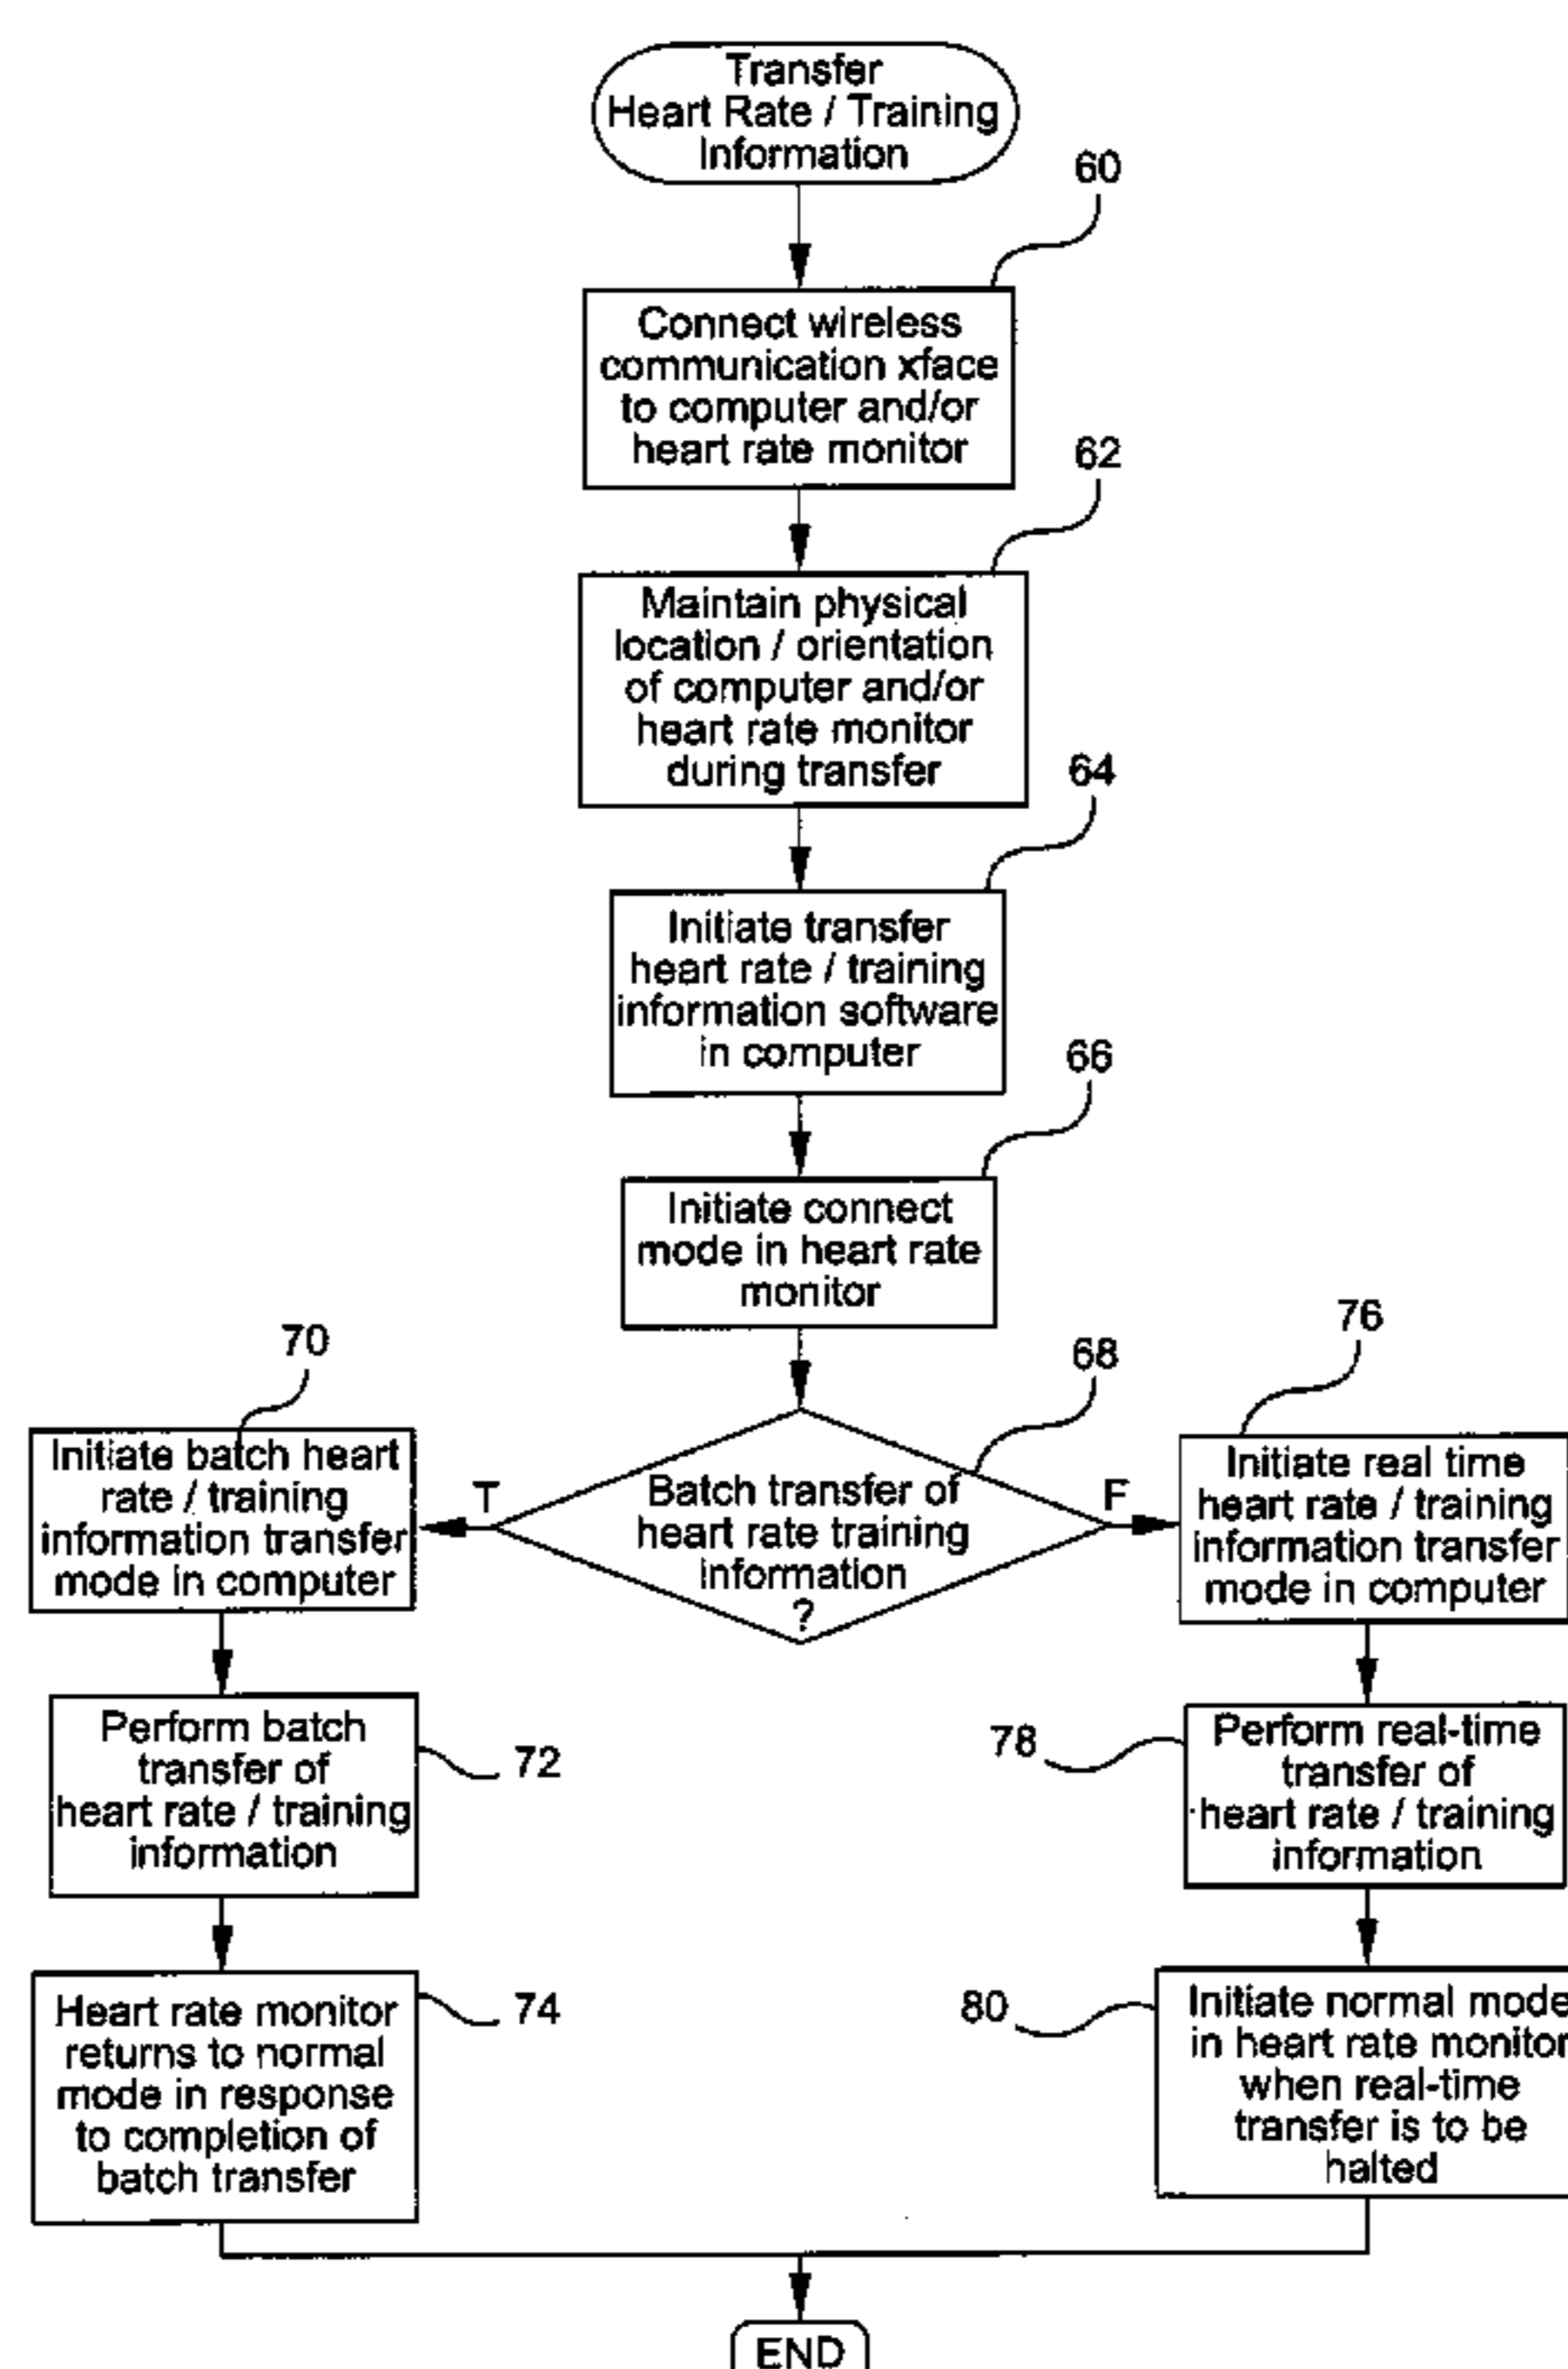 Transfer
Heart Rate / Training
Information
60
Connect wireless
communication xface
to computer and/or
heart rate monitor
62
Maintain physical
location / orientation
of computer and/or
heart rate monitor
during transfer
64
Initiate transfer
heart rate / training
information software
in computer
66
Initiate connect
mode in heart rate
monitor
68
Batch transfer of
heart rate training
information
?
T
F
70
Initiate batch heart
rate / training
information transfer
mode in computer
72
Perform batch
transfer of
heart rate / training
information
74
Heart rate monitor
returns to normal
mode in response
to completion of
batch transfer
76
Initiate real time
heart rate / training
information transfer
mode in computer
78
Perform real-time
transfer of
heart rate / training
information
80
Initiate normal mode
in heart rate monitor
when real-time
transfer is to be
halted
END